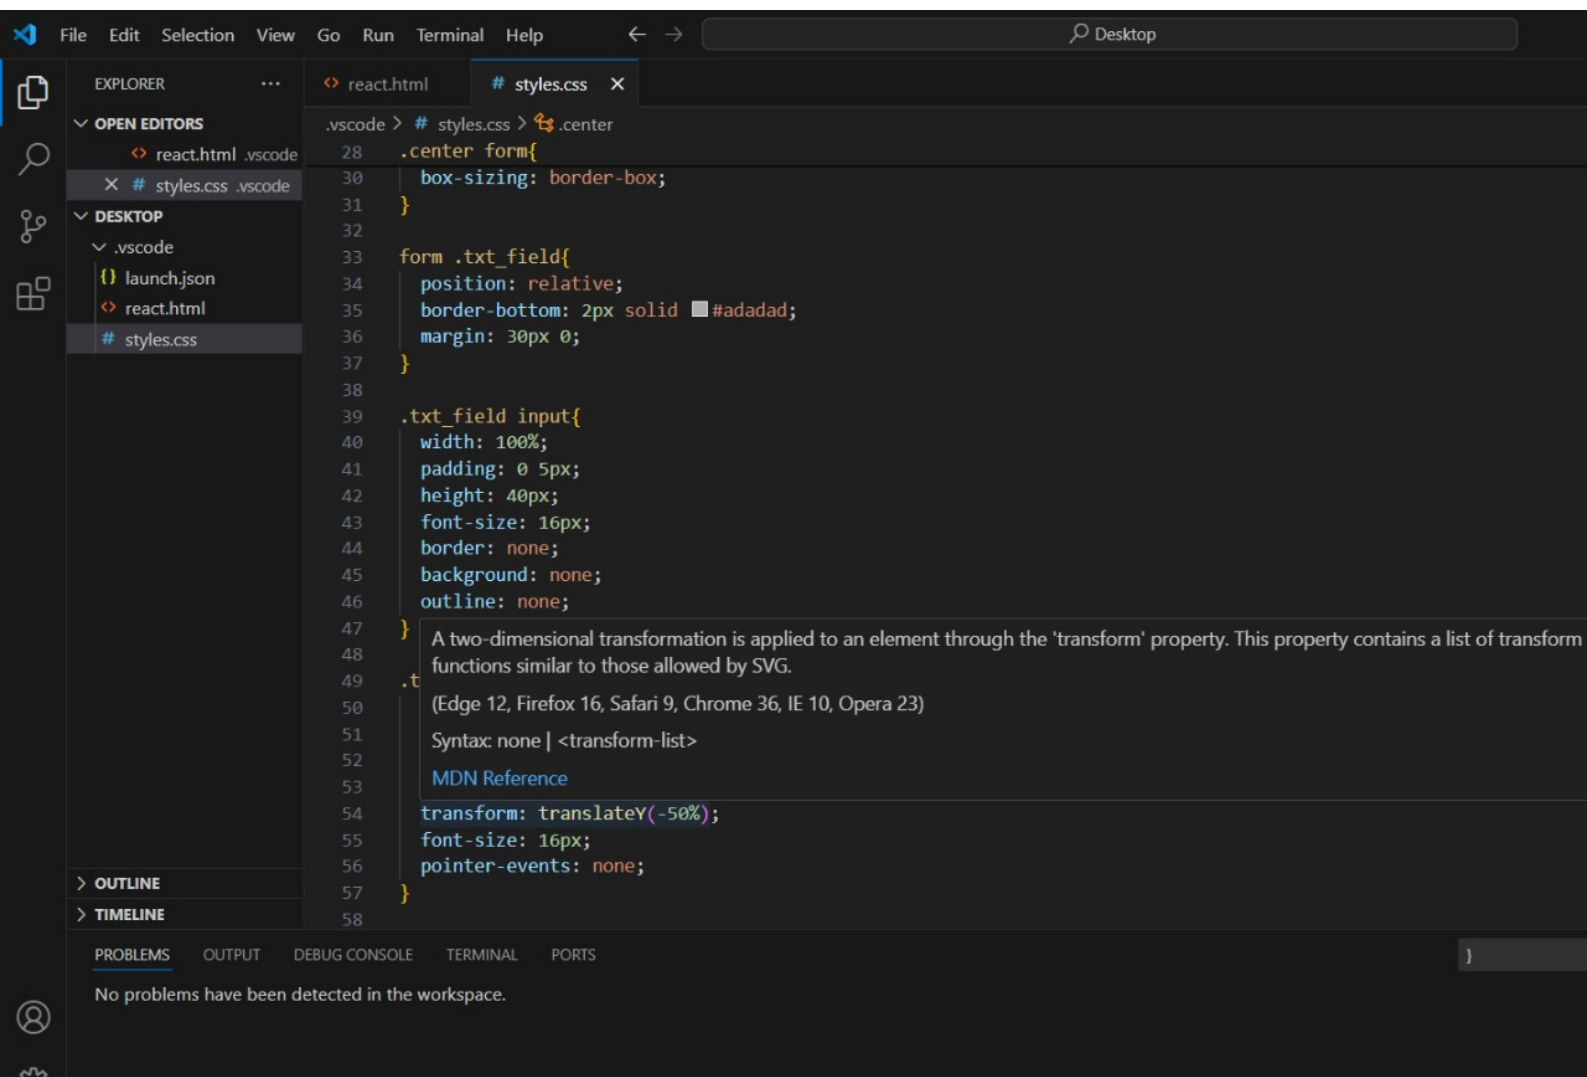 File Edit Selection View Go Run Terminal Help
Desktop
EXPLORER
OPEN EDITORS
react.html .vscode
styles.css .vscode
DESKTOP
.vscode
{} launch.json
<> react.html
# styles.css
OUTLINE
TIMELINE
<> react.html
# styles.css
.vscode > # styles.css > .center
28 .center form{
30 box-sizing: border-box;
31 }
32
33 form .txt_field{
34 position: relative;
35 border-bottom: 2px solid #adadad;
36 margin: 30px 0;
37 }
38
39 .txt_field input{
40 width: 100%;
41 padding: 0 5px;
42 height: 40px;
43 font-size: 16px;
44 border: none;
45 background: none;
46 outline: none;
47 }
48
49 .t
50
51
52
53
A two-dimensional transformation is applied to an element through the 'transform' property. This property contains a list of transform
functions similar to those allowed by SVG.
(Edge 12, Firefox 16, Safari 9, Chrome 36, IE 10, Opera 23)
Syntax: none | <transform-list>
MDN Reference
54 transform: translateY(-50%);
55 font-size: 16px;
56 pointer-events: none;
57 }
58
PROBLEMS OUTPUT DEBUG CONSOLE TERMINAL PORTS
}
No problems have been detected in the workspace.